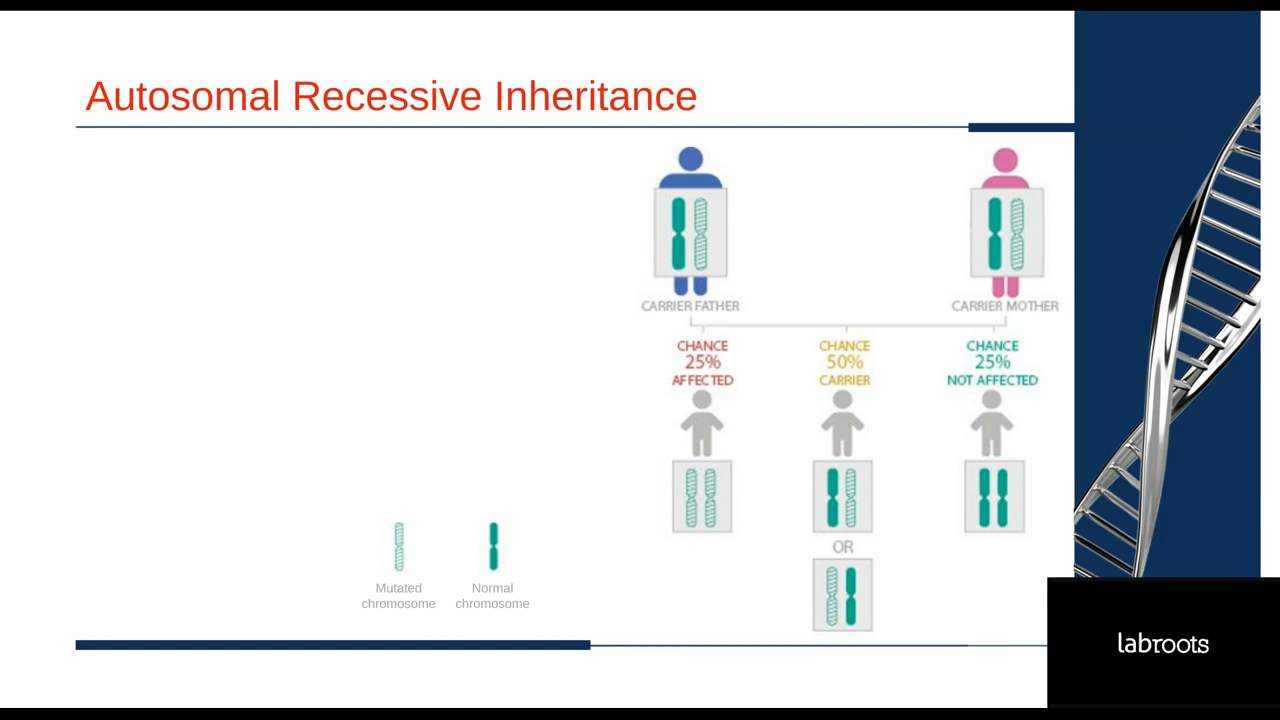 Autosomal Recessive Inheritance
CARRIER FATHER
CARRIER MOTHER
CHANCE
25%
AFFECTED
CHANCE
50%
CARRIER
CHANCE
25%
NOT AFFECTED
OR
Mutated
chromosome
Normal
chromosome
labroots